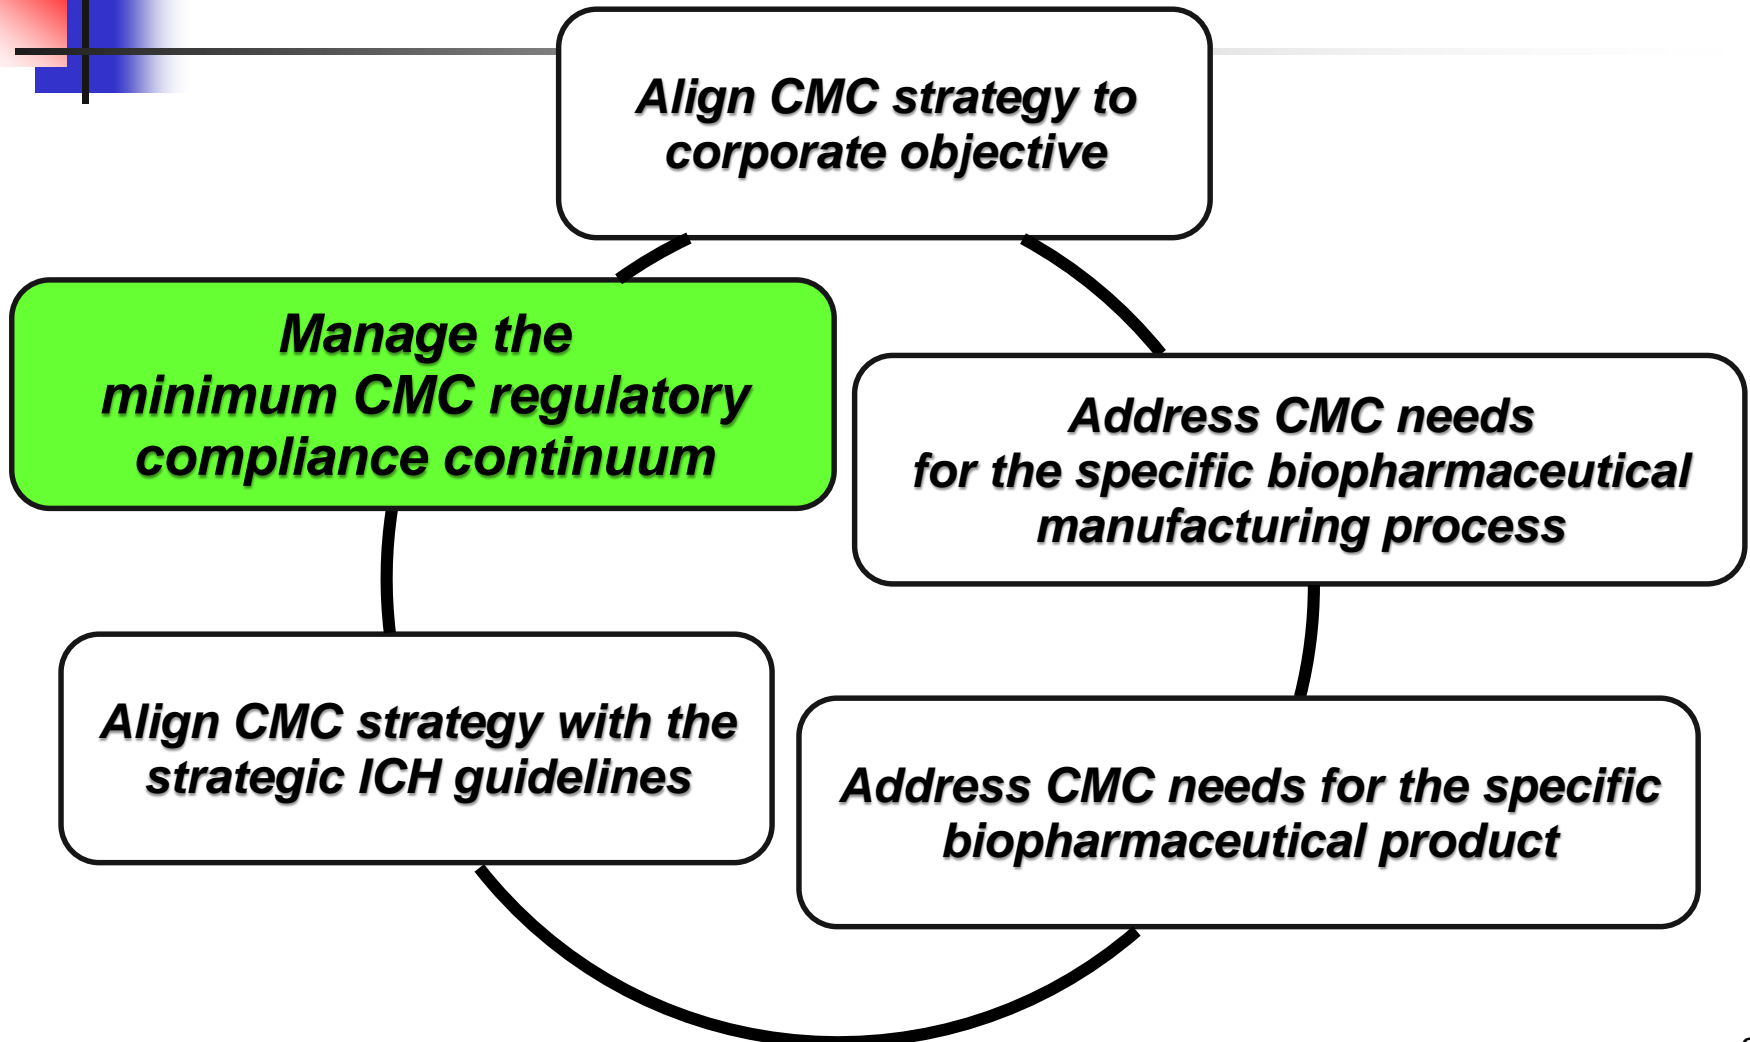 Align CMC strategy to
corporate objective
Manage the
minimum CMC regulatory
compliance continuum
Address CMC needs
for the specific biopharmaceutical
manufacturing process
Align CMC strategy with the
strategic ICH guidelines
Address CMC needs for the specific
biopharmaceutical product